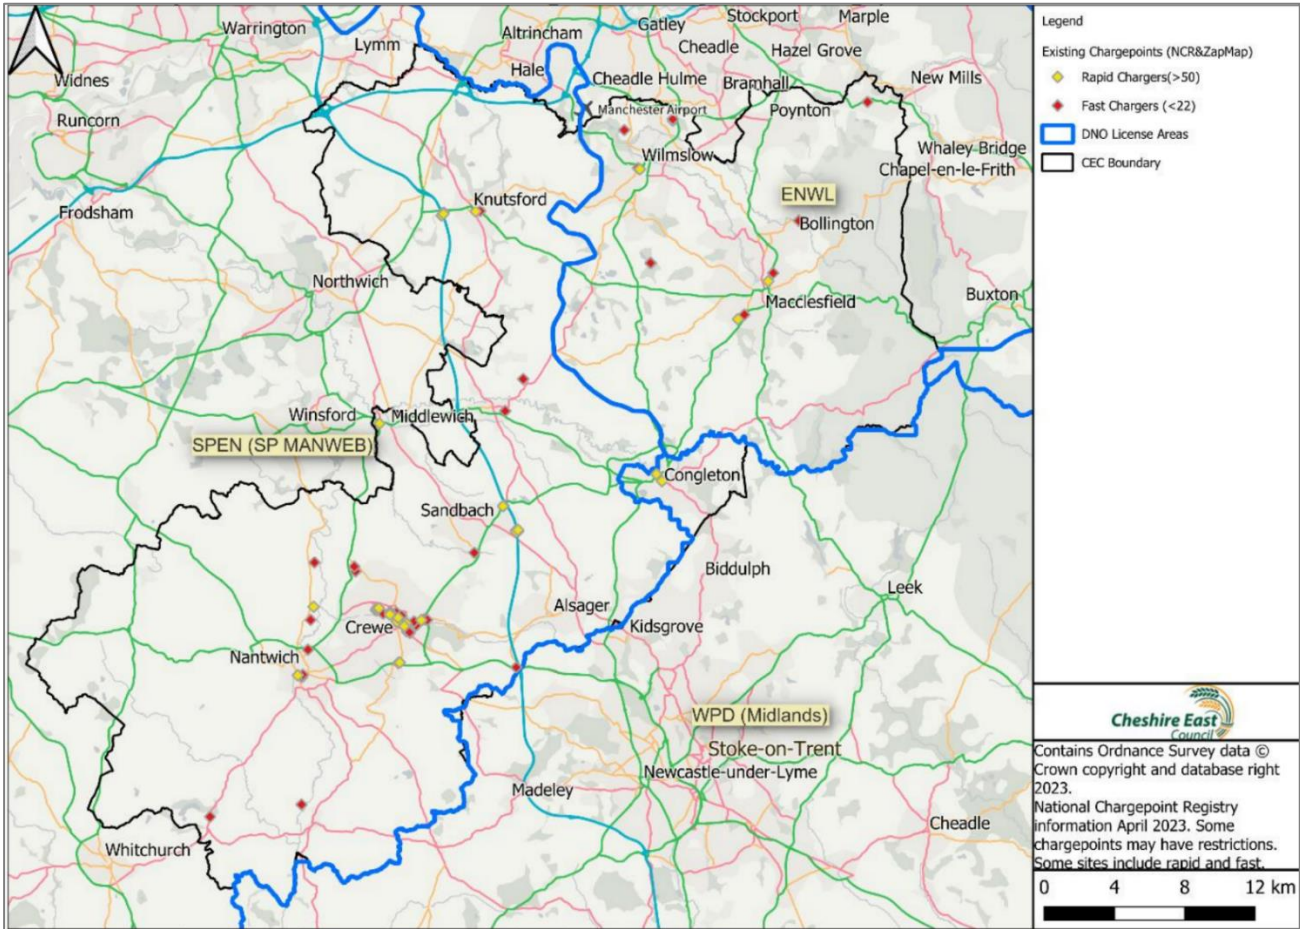 Stockport
Marple
Warrington
Altrincham
Gatley
Lymm
Cheadle
Hazel Grove
Hale
Widnes
Cheadle Hulme
Bramhall
New Mills
Manchester Airport
Poynton
Runcorn
Whaley Bridge
Wilmslow
Chapel-en-le-Frith
Knutsford
ENWL
Frodsham
Bollington
Northwich
Buxton
Macclesfield
Winsford
Middlewich
SPEN (SP MANWEB)
Congleton
Sandbach
Biddulph
Leek
Alsager
Crewe
Kidsgrove
Nantwich
WPD (Midlands)
Stoke-on-Trent
Newcastle-under-Lyme
Madeley
Cheadle
Whitchurch
Legend
Existing Chargepoints (NCR&ZapMap)
Rapid Chargers(>50)
Fast Chargers (<22)
DNO License Areas
CEC Boundary
Cheshire East
Council
Contains Ordnance Survey data ©
Crown copyright and database right
2023.
National Chargepoint Registry
information April 2023. Some
chargepoints may have restrictions.
Some sites include rapid and fast.
0 4 8 12 km